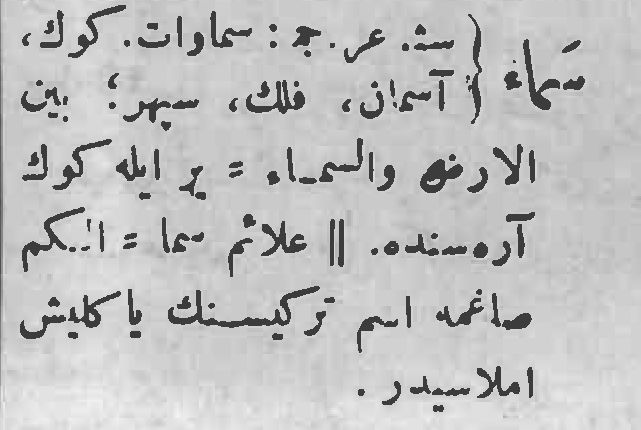 سَماء { سث. عر. ج : سماوات. كوك،
آسمان، فلك، سپهر؛ بين
الارض والسماء = ير ايله كوك
آره سنده. || علائم سما = الكم
صاغمه اسم تركيسنك ياكليش
املاسيدر.